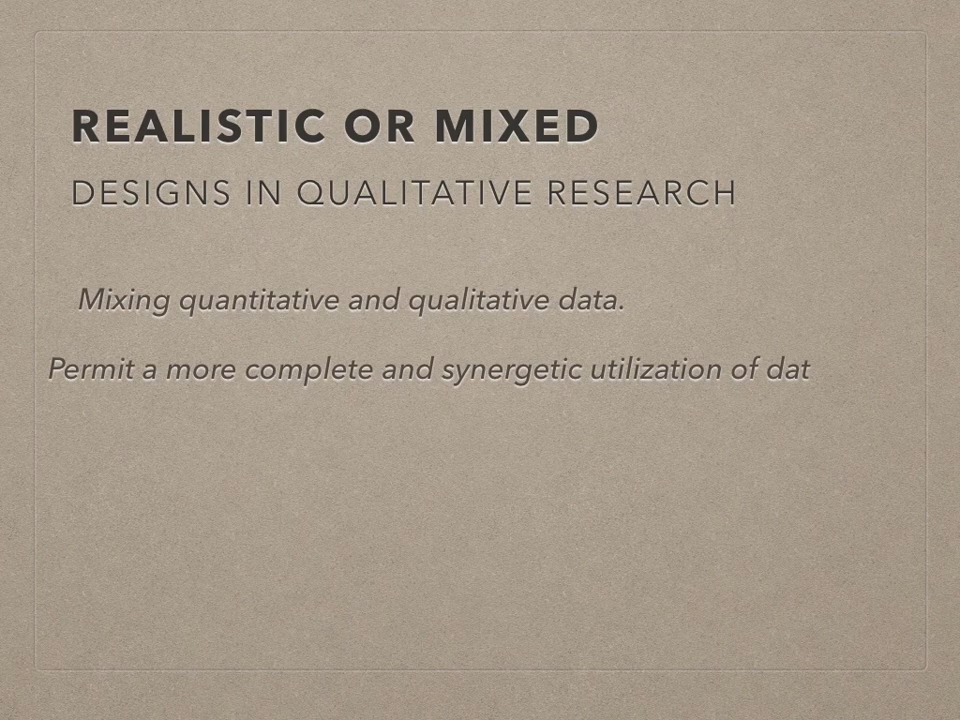 REALISTIC OR MIXED
DESIGNS IN QUALITATIVE RESEARCH
Mixing quantitative and qualitative data.
Permit a more complete and synergetic utilization of dat